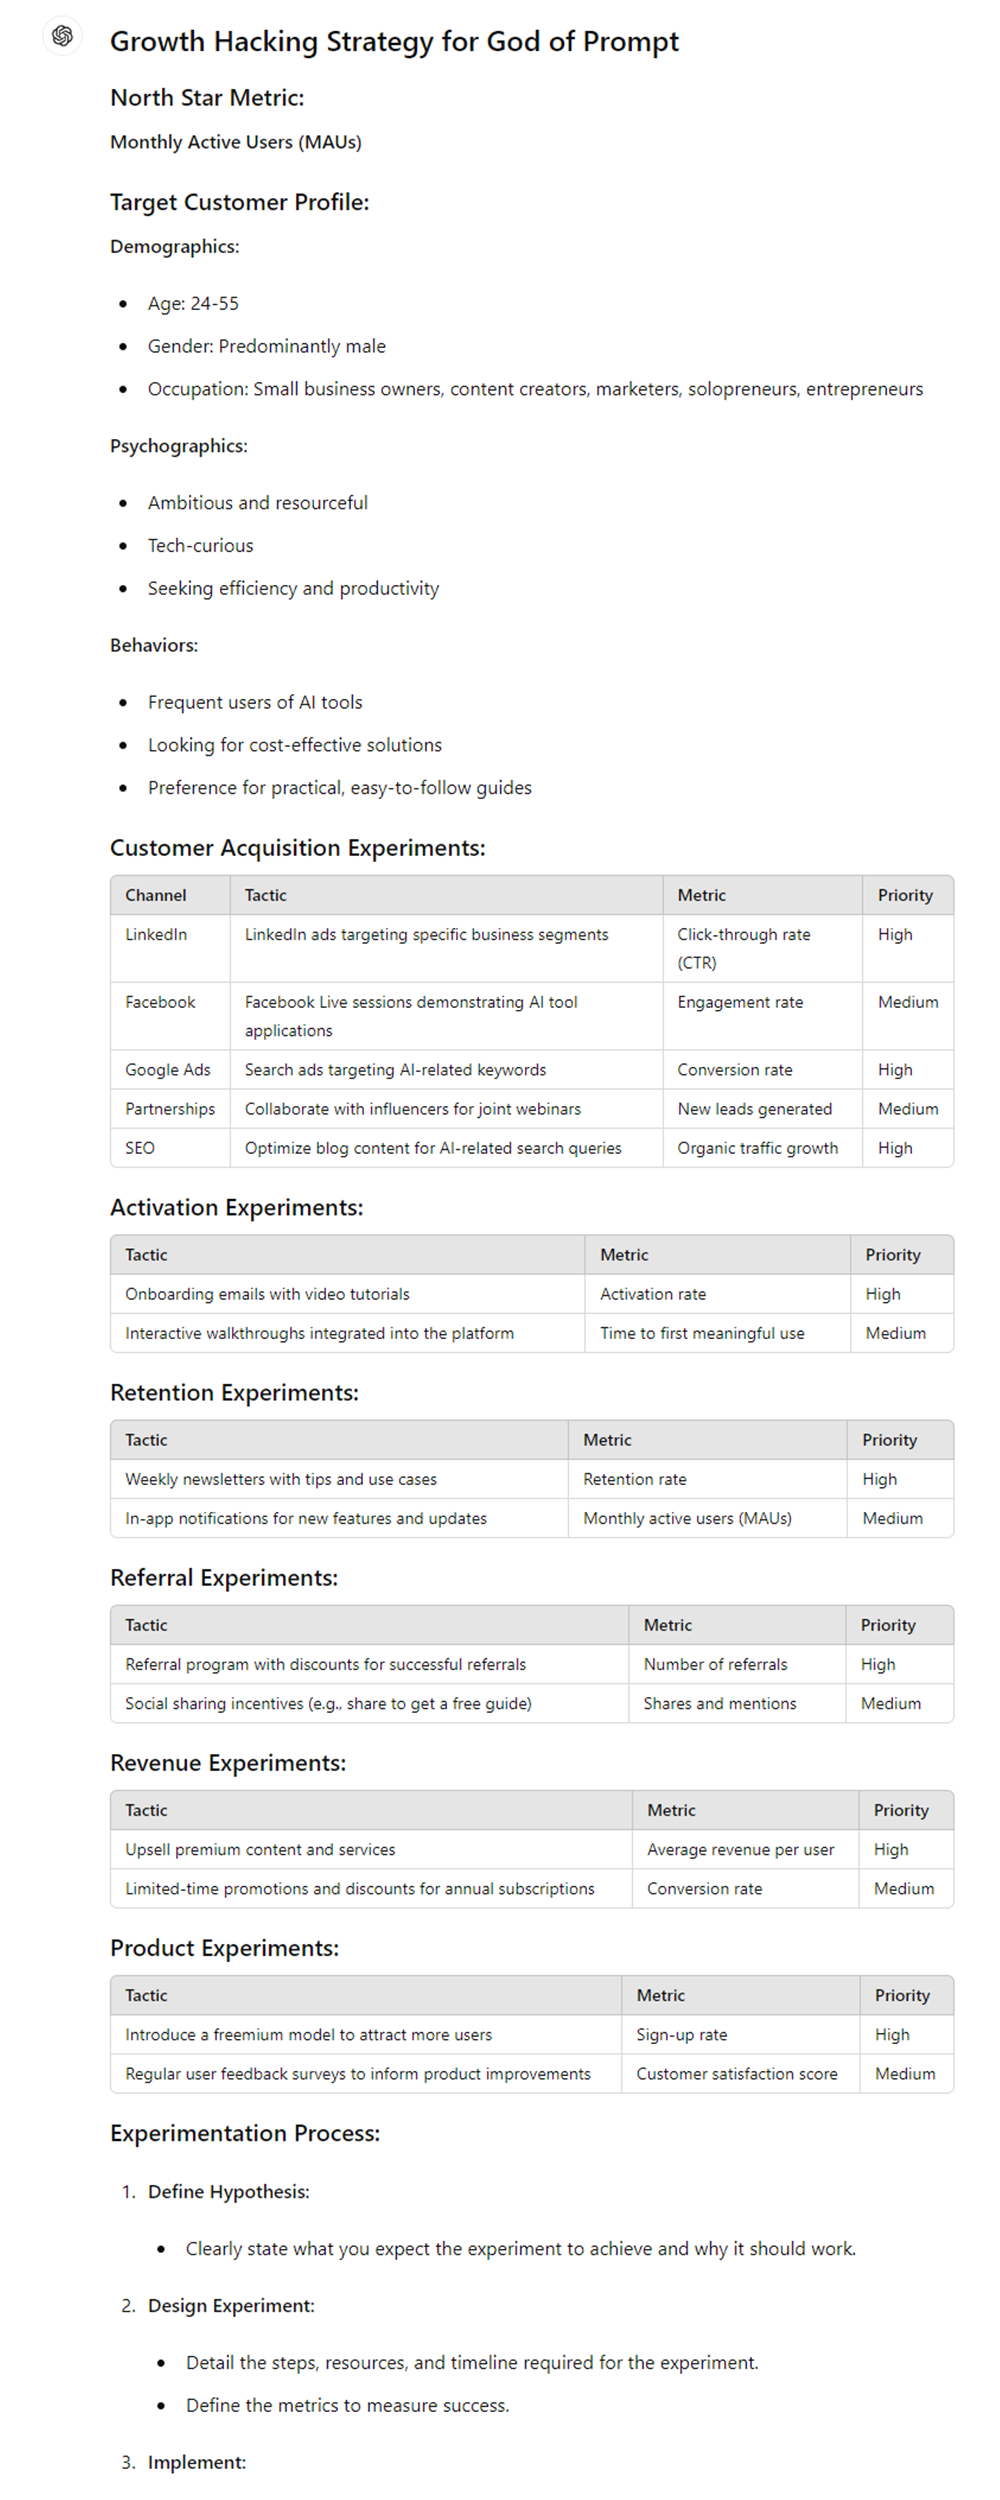 Growth Hacking Strategy for God of Prompt
North Star Metric:
Monthly Active Users (MAUs)
Target Customer Profile:
Demographics:
Age: 24-55
Gender: Predominantly male
Occupation: Small business owners, content creators, marketers, solopreneurs, entrepreneurs
Psychographics:
Ambitious and resourceful
Tech-curious
Seeking efficiency and productivity
Behaviors:
Frequent users of AI tools
Looking for cost-effective solutions
Preference for practical, easy-to-follow guides
Customer Acquisition Experiments:
Channel Tactic Metric Priority
LinkedIn LinkedIn ads targeting specific business segments Click-through rate High
(CTR)
Facebook Facebook Live sessions demonstrating AI tool Engagement rate Medium
applications
Google Ads Search ads targeting AI-related keywords Conversion rate High
Partnerships Collaborate with influencers for joint webinars New leads generated Medium
SEO Optimize blog content for AI-related search queries Organic traffic growth High
Activation Experiments:
Tactic Metric Priority
Onboarding emails with video tutorials Activation rate High
Interactive walkthroughs integrated into the platform Time to first meaningful use Medium
Retention Experiments:
Tactic Metric Priority
Weekly newsletters with tips and use cases Retention rate High
In-app notifications for new features and updates Monthly active users (MAUs) Medium
Referral Experiments:
Tactic Metric Priority
Referral program with discounts for successful referrals Number of referrals High
Social sharing incentives (e.g., share to get a free guide) Shares and mentions Medium
Revenue Experiments:
Tactic Metric Priority
Upsell premium content and services Average revenue per user High
Limited-time promotions and discounts for annual subscriptions Conversion rate Medium
Product Experiments:
Tactic Metric Priority
Introduce a freemium model to attract more users Sign-up rate High
Regular user feedback surveys to inform product improvements Customer satisfaction score Medium
Experimentation Process:
1. Define Hypothesis:
Clearly state what you expect the experiment to achieve and why it should work.
2. Design Experiment:
Detail the steps, resources, and timeline required for the experiment.
Define the metrics to measure success.
3. Implement: